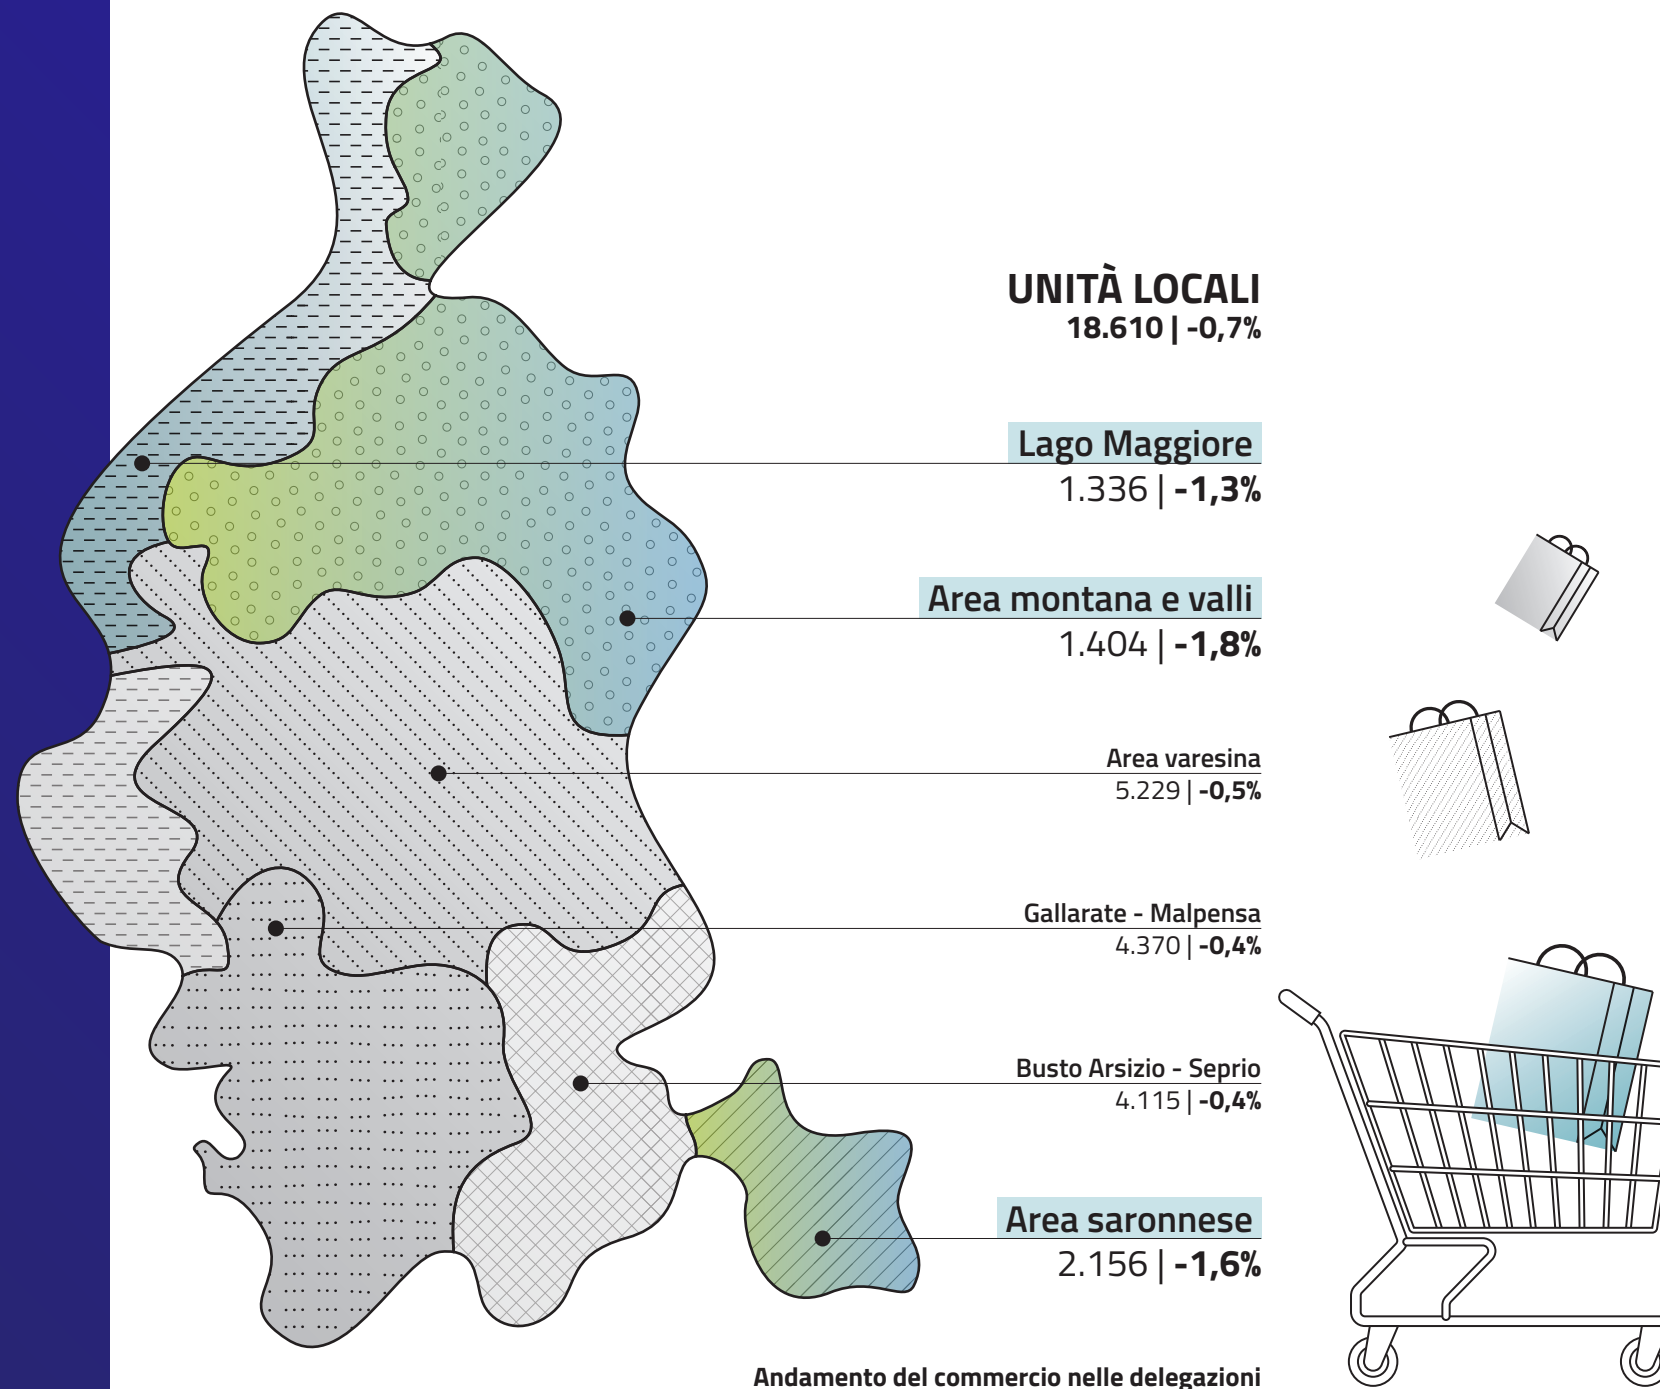 UNITÀ LOCALI
18.610 | -0,7%
Lago Maggiore
1.336 | -1,3%
Area montana e valli
1.404 | -1,8%
Area varesina
5.229 | -0,5%
Gallarate - Malpensa
4.370 | -0,4%
Busto Arsizio - Seprio
4.115 | -0,4%
Area saronnese
2.156 | -1,6%
Andamento del commercio nelle delegazioni